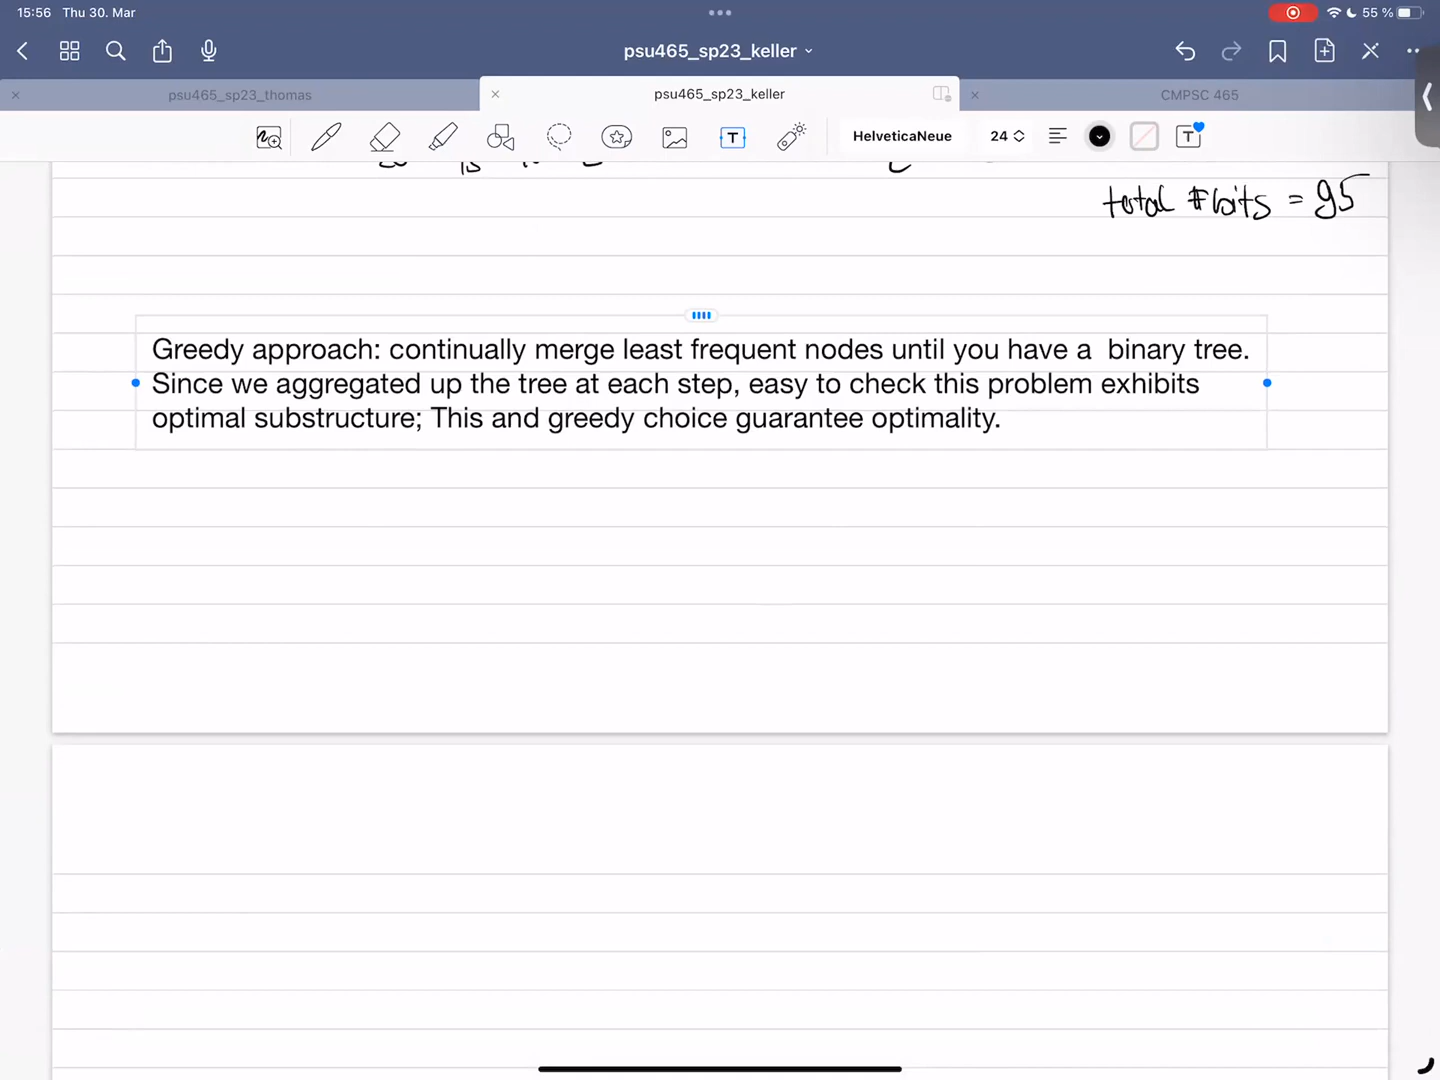 15:56 Thu 30. Mar
55 %
psu465_sp23_keller
psu465_sp23_thomas
psu465_sp23_keller
CMPSC 465
HelveticaNeue
24
total #bits = 95
Greedy approach: continually merge least frequent nodes until you have a binary tree.
Since we aggregated up the tree at each step, easy to check this problem exhibits
optimal substructure; This and greedy choice guarantee optimality.